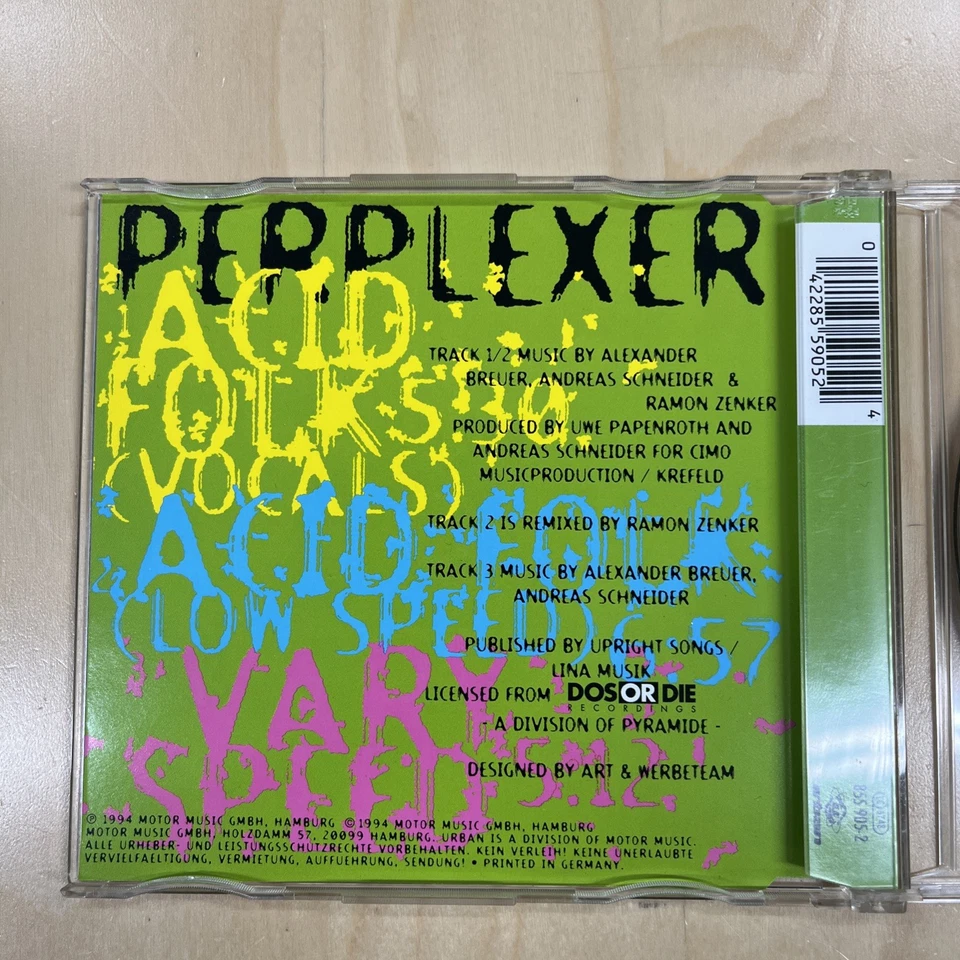 PERPLEXER
ACID
FOLK 5:30
(VOCALS)
ACID FOLK
(LOW SPEED) 6:57
VARY
SPEED 5:12
TRACK 1/2 MUSIC BY ALEXANDER
BREUER, ANDREAS SCHNEIDER &
RAMON ZENKER
PRODUCED BY UWE PAPENROTH AND
ANDREAS SCHNEIDER FOR CIMO
MUSICPRODUCTION / KREFELD
TRACK 2 IS REMIXED BY RAMON ZENKER
TRACK 3 MUSIC BY ALEXANDER BREUER,
ANDREAS SCHNEIDER
PUBLISHED BY UPRIGHT SONGS /
LINA MUSIK
LICENSED FROM DOS OR DIE
RECORDINGS
- A DIVISION OF PYRAMIDE -
DESIGNED BY ART & WERBETEAM
℗ 1994 MOTOR MUSIC GMBH, HAMBURG © 1994 MOTOR MUSIC GMBH, HAMBURG
MOTOR MUSIC GMBH, HOLZDAMM 57, 20099 HAMBURG. URBAN IS A DIVISION OF MOTOR MUSIC.
ALLE URHEBER- UND LEISTUNGSSCHUTZRECHTE VORBEHALTEN. KEIN VERLEIH! KEINE UNERLAUBTE
VERVIELFAELTIGUNG, VERMIETUNG, AUFFUEHRUNG, SENDUNG! • PRINTED IN GERMANY.
0 42285 59052 4
855 905-2